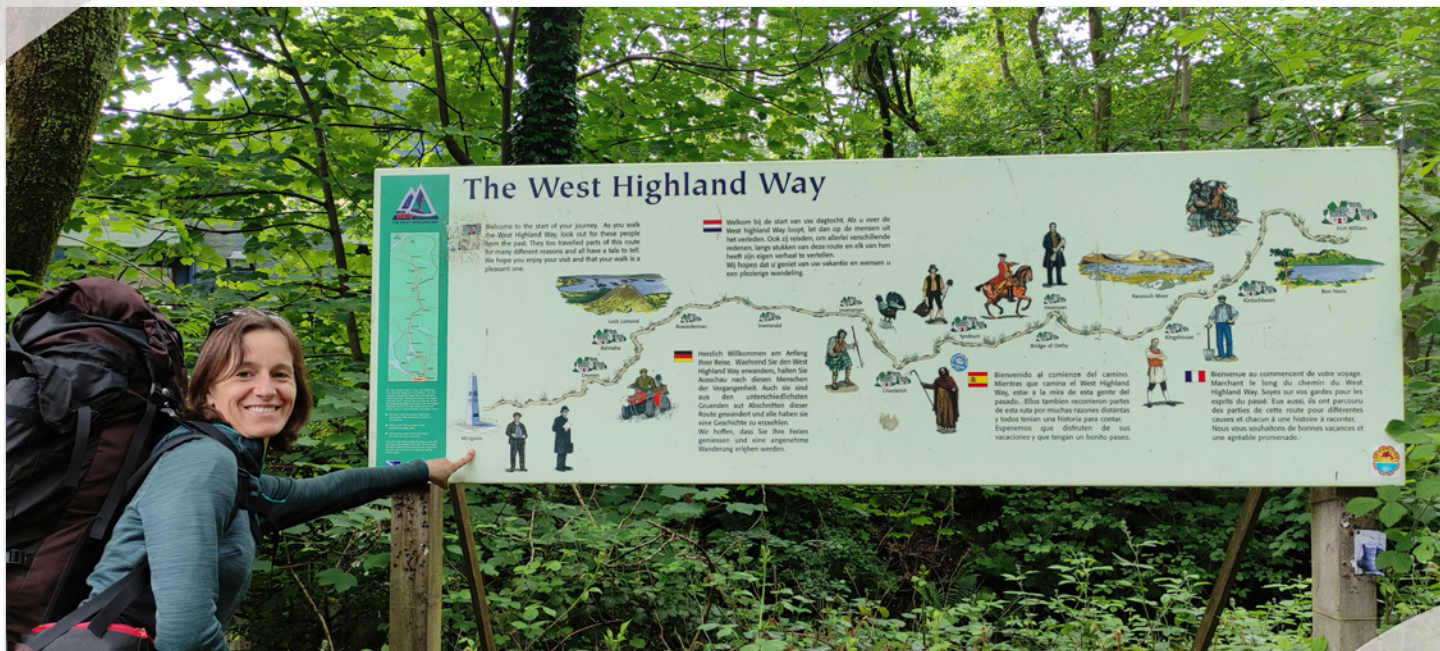 The West Highland Way
THE WEST HIGHLAND WAY
Welcome to the start of your journey. As you walk
the West Highland Way, look out for these people
from the past. They too travelled parts of this route
for many different reasons and all have a tale to tell.
We hope you enjoy your visit and that your walk is a
pleasant one.
Welkom bij de start van uw dagtocht. Als u over de
West highland Way loopt, let dan op de mensen uit
het verleden. Ook zij reisden, om allerlei verschillende
redenen, langs stukken van deze route en elk van hen
heeft zijn eigen verhaal te vertellen.
Wij hopen dat u geniet van uw vakantie en wensen u
een plezierige wandeling.
Fort William
Ben Nevis
Kinlochleven
Rannoch Moor
Kingshouse
Inveroran
Bridge of Orchy
Tyndrum
Crianlarich
Inverarnan
Inversnaid
Rowardennan
Loch Lomond
Balmaha
Drymen
Milngavie
Herzlich Willkommen am Anfang
Ihrer Reise. Waehrend Sie den West
Highland Way erwandern, halten Sie
Ausschau nach diesen Menschen
der Vergangenheit. Auch sie sind
aus den unterschiedlichsten
Gruenden auf Abschnitten dieser
Route gewandert und alle haben sie
eine Geschichte zu erzaehlen.
Wir hoffen, dass Sie Ihre Ferien
geniessen und eine angenehma
Wanderung erleben werden.
Bienvenido al comienzo del camino.
Mientras que camina el West Highland
Way, estar a la mira de esta gente del
pasado. Ellos tambien recorrieron partes
de esta ruta por muchas razones distàntas
y todos tenian una historia para contar.
Esperemos que disfruten de sus
vacaciones y que tengan un bonito paseo.
Bienvenue au commencent de votre voyage.
Marchant le long du chemin du West
Highland Way. Soyez sur vos gardes pour les
esprits du passé. Eux aussi, ils ont parcouru
des parties de cette route pour différentes
causes et chacun à une histoire à raconter.
Nous vous souhaitons de bonnes vacances et
une agréable promenade.